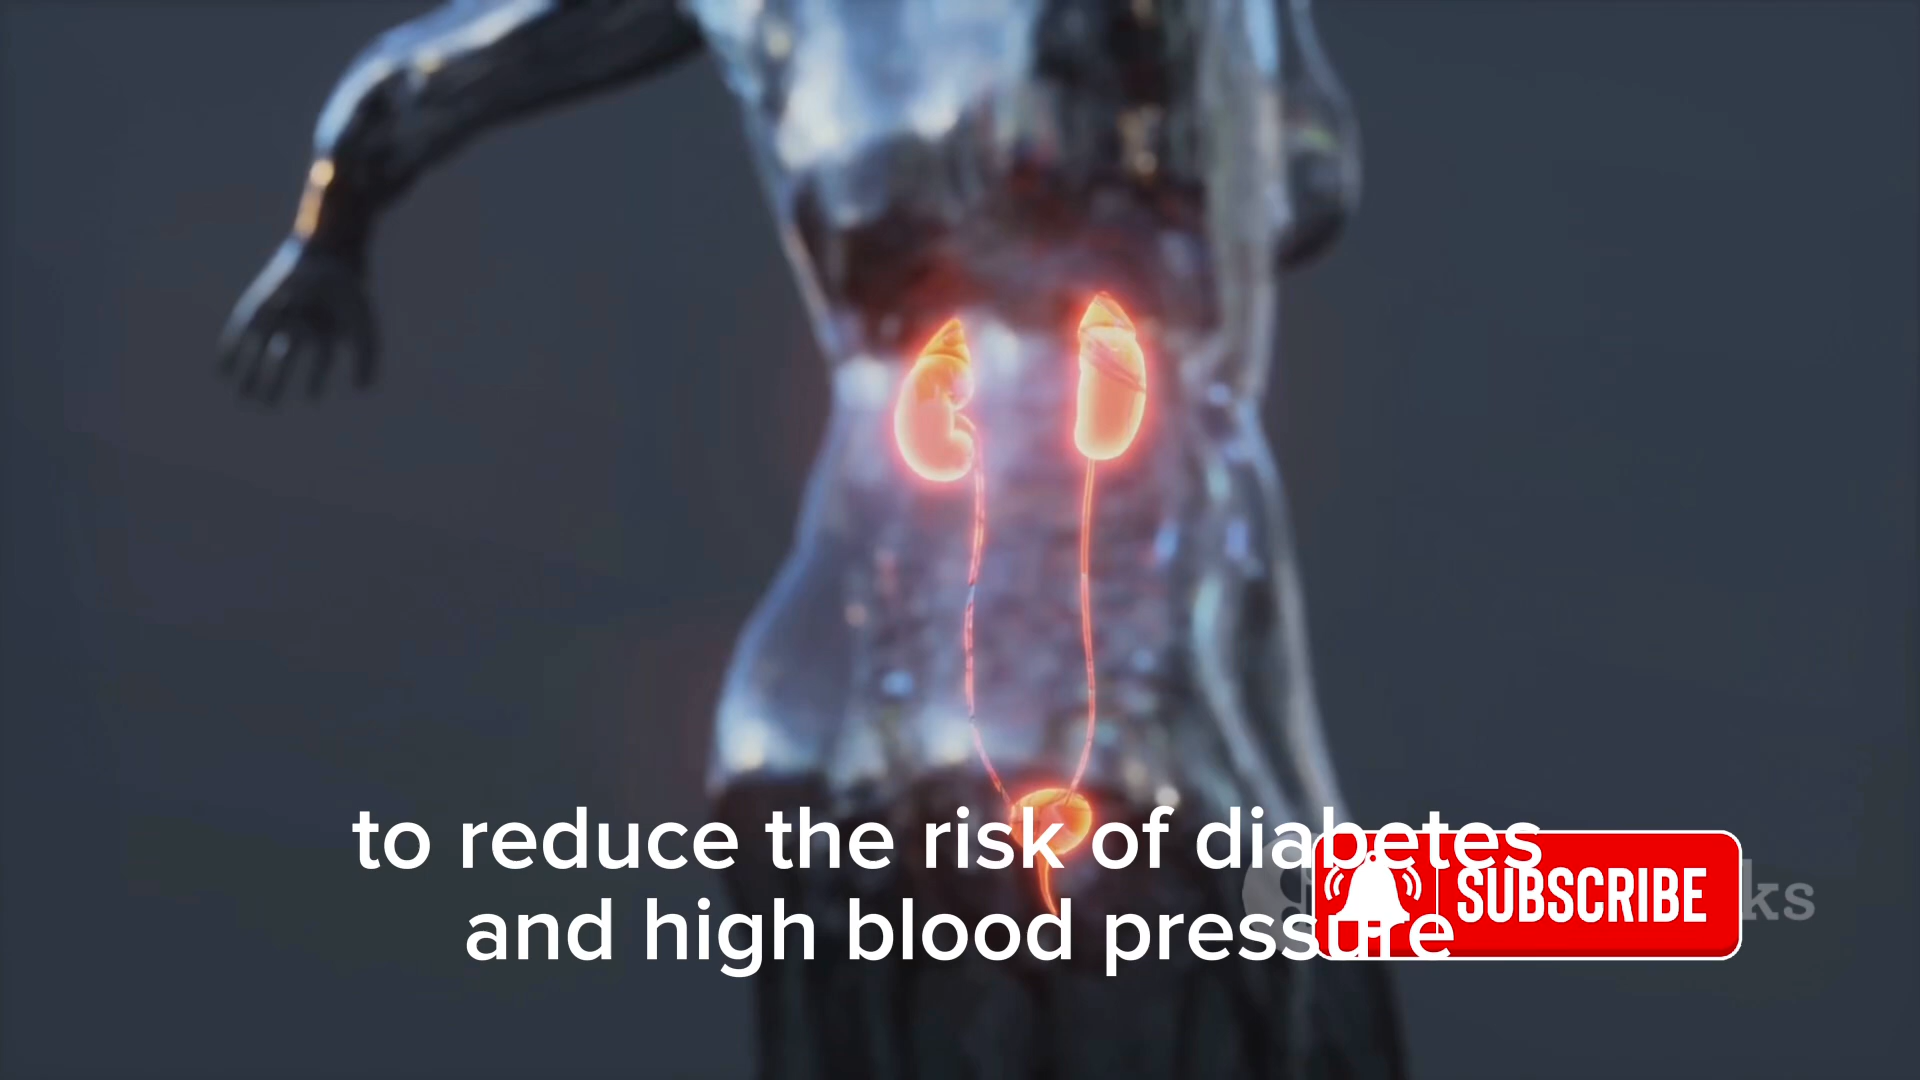 to reduce the risk of diabetes
and high blood pressure
SUBSCRIBE